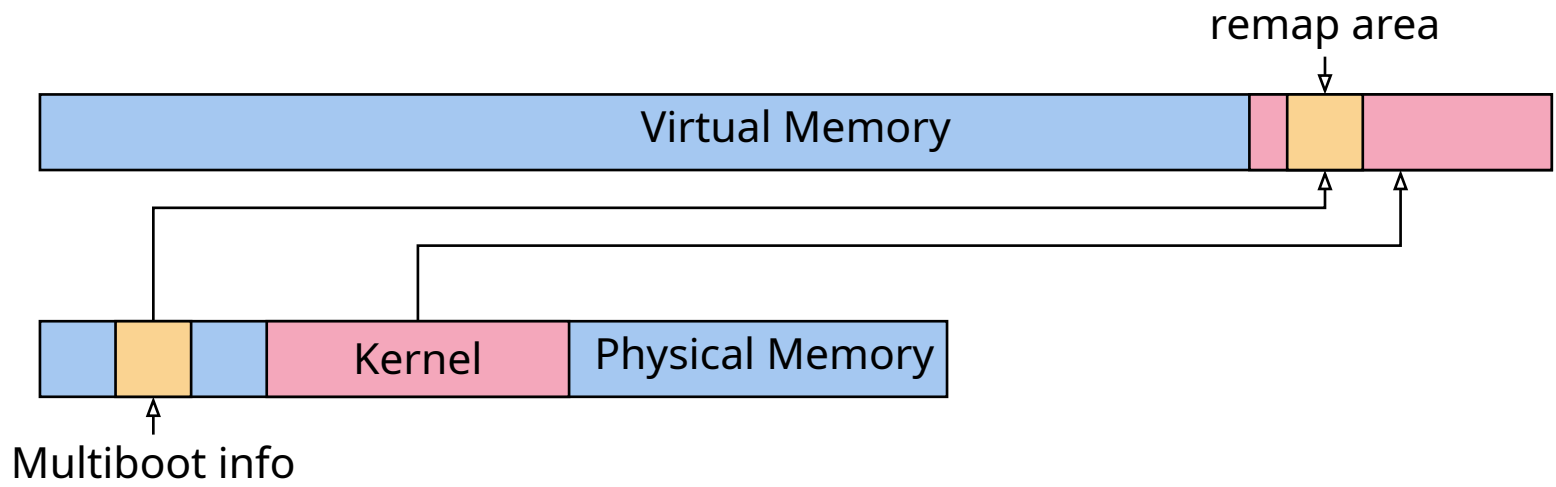 remap area
Virtual Memory
Kernel
Physical Memory
Multiboot info